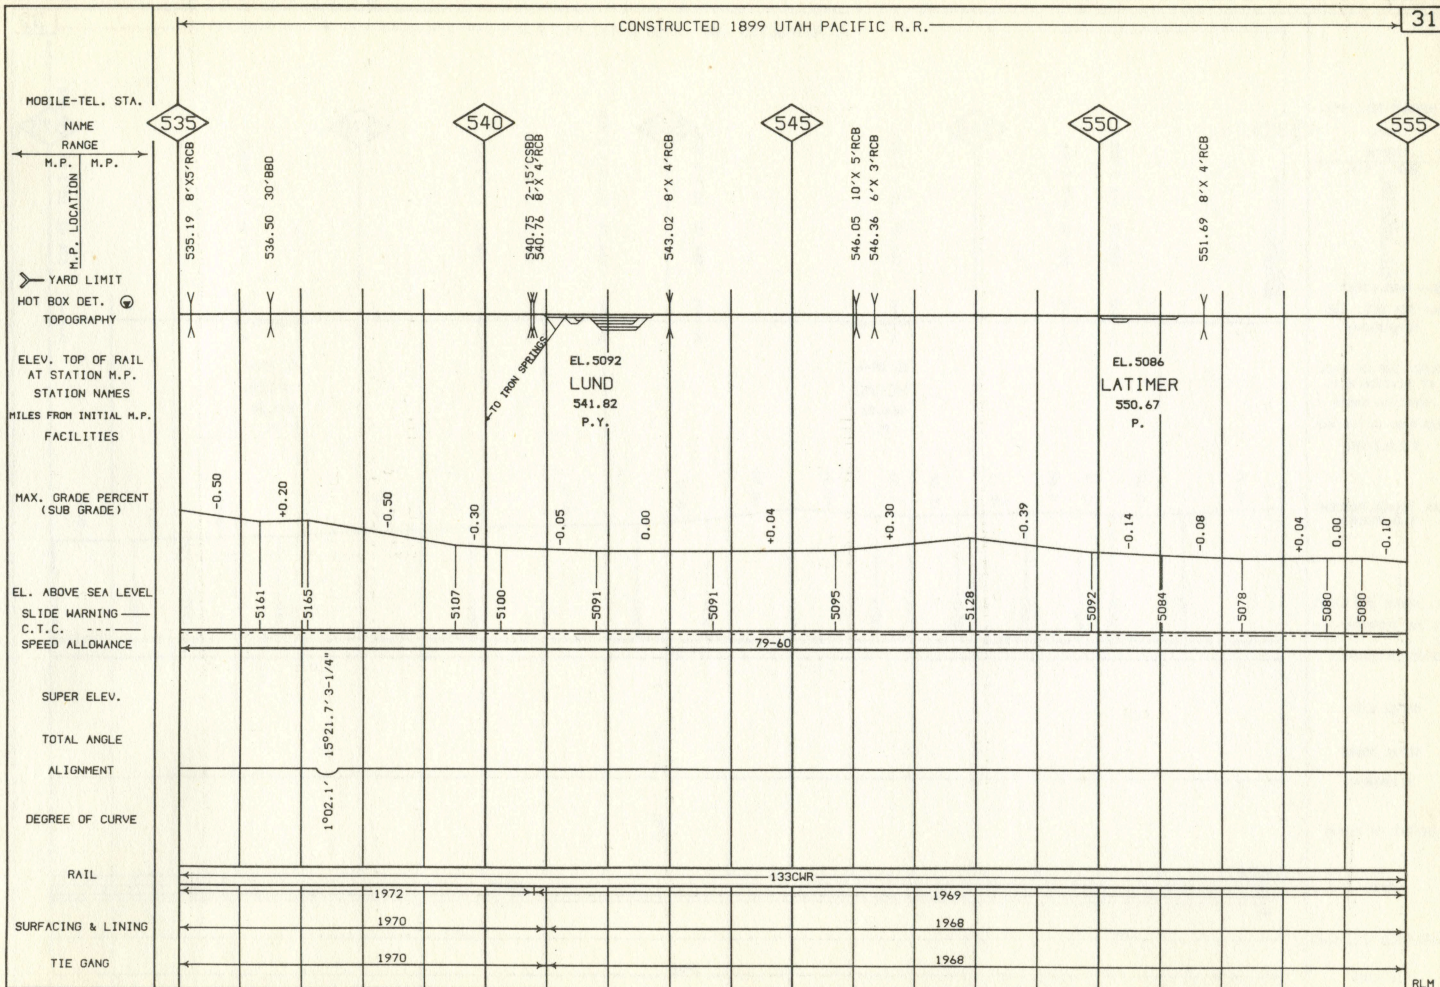 CONSTRUCTED 1899 UTAH PACIFIC R.R.
31
MOBILE-TEL. STA.
NAME
RANGE
M.P. M.P.
M.P. LOCATION
YARD LIMIT
HOT BOX DET.
TOPOGRAPHY
535
540
545
550
555
535.19 8'X5'RCB
536.50 30'BBD
540.75 2-15'CSBD
540.76 8'X 4'RCB
543.02 8'X 4'RCB
546.05 10'X 5'RCB
546.36 6'X 3'RCB
551.69 8'X 4'RCB
ELEV. TOP OF RAIL
AT STATION M.P.
STATION NAMES
MILES FROM INITIAL M.P.
FACILITIES
TO IRON SPRINGS
EL.5092
LUND
541.82
P.Y.
EL.5086
LATIMER
550.67
P.
MAX. GRADE PERCENT
(SUB GRADE)
-0.50
+0.20
-0.50
-0.30
-0.05
0.00
+0.04
+0.30
-0.39
-0.14
-0.08
+0.04
0.00
-0.10
EL. ABOVE SEA LEVEL
5161
5165
5107
5100
5091
5091
5095
5128
5092
5084
5078
5080
5080
SLIDE WARNING
C.T.C.
SPEED ALLOWANCE
79-60
SUPER ELEV.
TOTAL ANGLE
15°21.7' 3-1/4"
ALIGNMENT
DEGREE OF CURVE
1°02.1'
RAIL
133CWR
1972
1969
SURFACING & LINING
1970
1968
TIE GANG
1970
1968
RLM